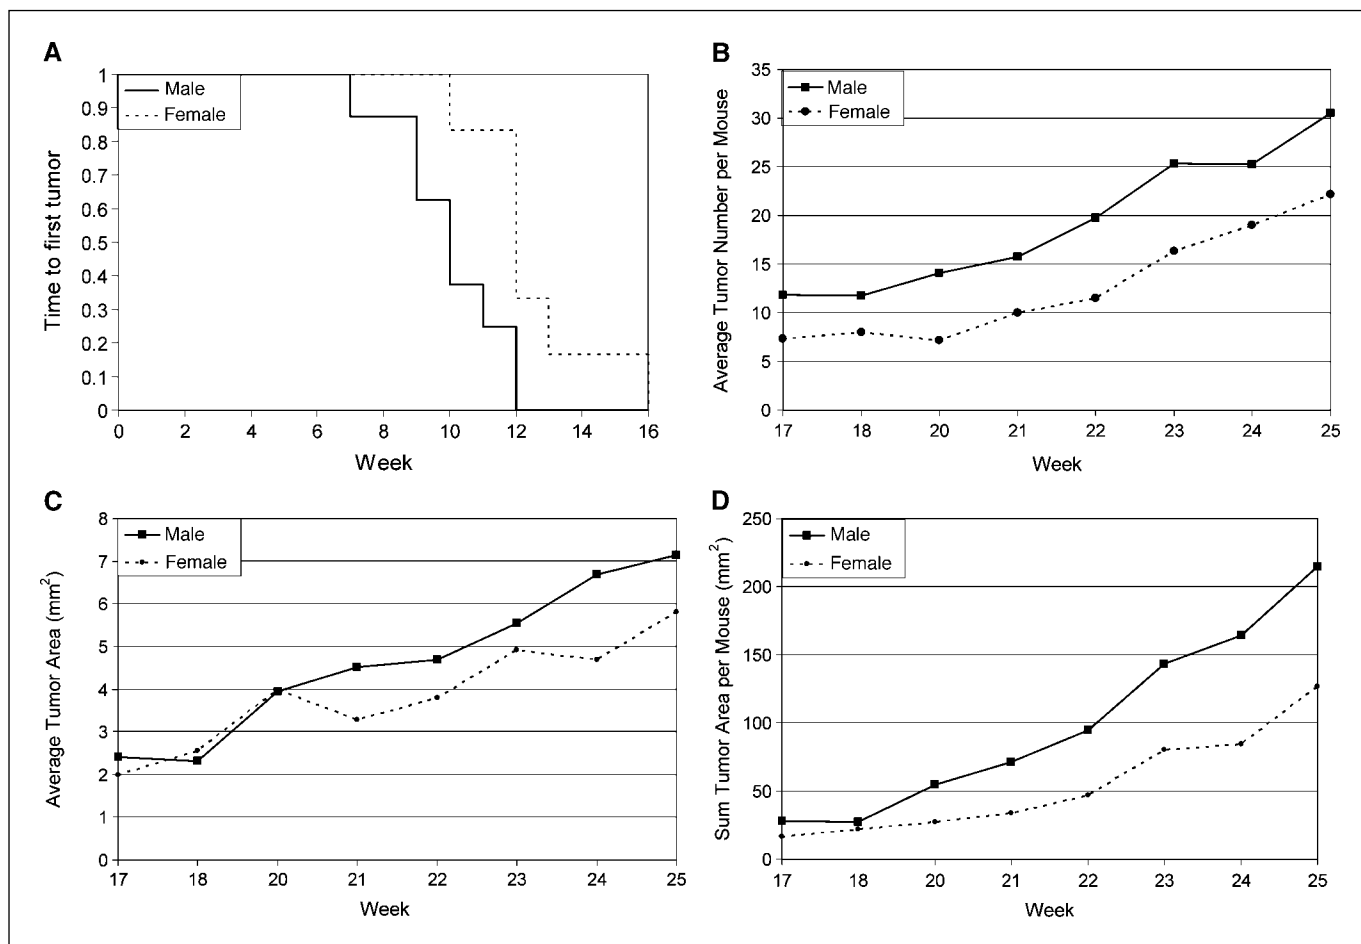 A
Time to first tumor
1
0.9
0.8
0.7
0.6
0.5
0.4
0.3
0.2
0.1
0
Male
Female
0 2 4 6 8 10 12 14 16
Week
B
Average Tumor Number per Mouse
35
30
25
20
15
10
5
0
Male
Female
17 18 20 21 22 23 24 25
Week
C
Average Tumor Area (mm²)
8
7
6
5
4
3
2
1
0
Male
Female
17 18 20 21 22 23 24 25
Week
D
Sum Tumor Area per Mouse (mm²)
250
200
150
100
50
0
Male
Female
17 18 20 21 22 23 24 25
Week